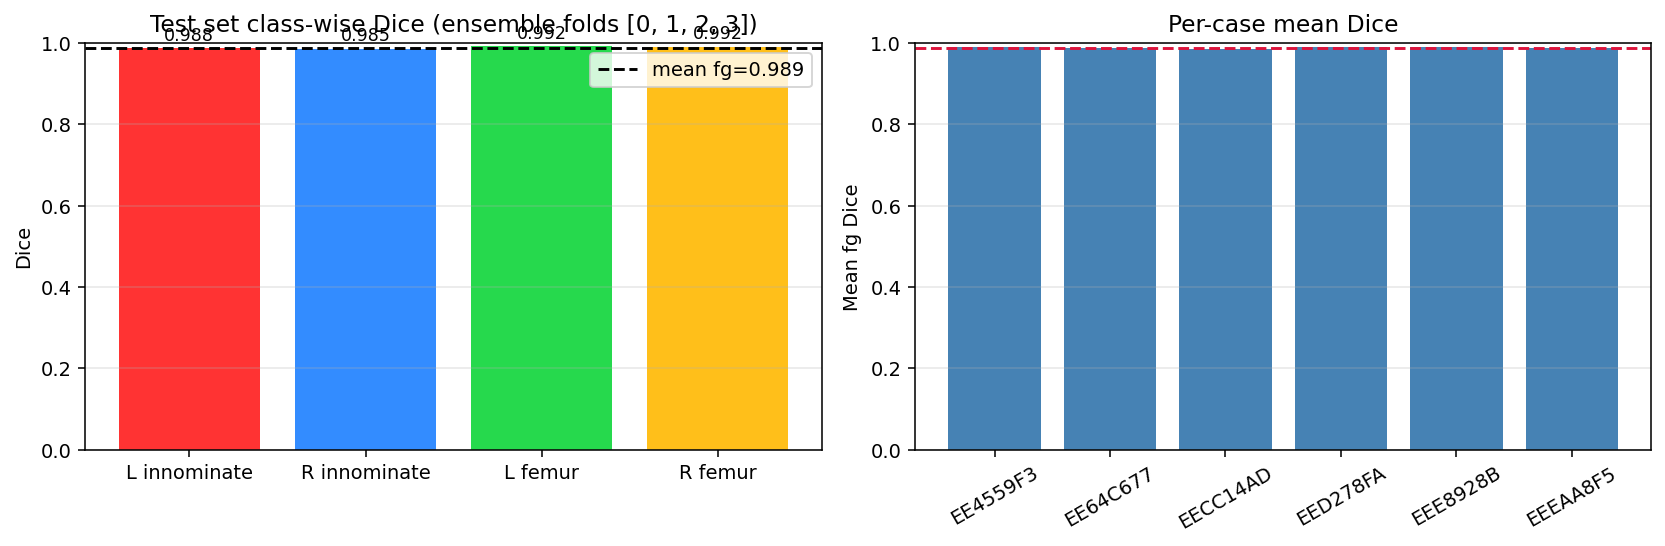 Test set class-wise Dice (ensemble folds [0, 1, 2, 3])
0.988
0.985
0.992
0.992
mean fg=0.989
Dice
1.0
0.8
0.6
0.4
0.2
0.0
L innominate
R innominate
L femur
R femur
Per-case mean Dice
Mean fg Dice
1.0
0.8
0.6
0.4
0.2
0.0
EE4559F3
EE64C677
EECC14AD
EED278FA
EEE8928B
EEEAA8F5